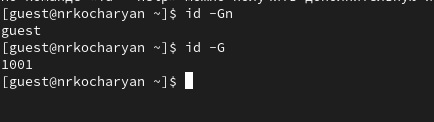 [guest@nrkocharyan ~]$ id -Gn
guest
[guest@nrkocharyan ~]$ id -G
1001
[guest@nrkocharyan ~]$